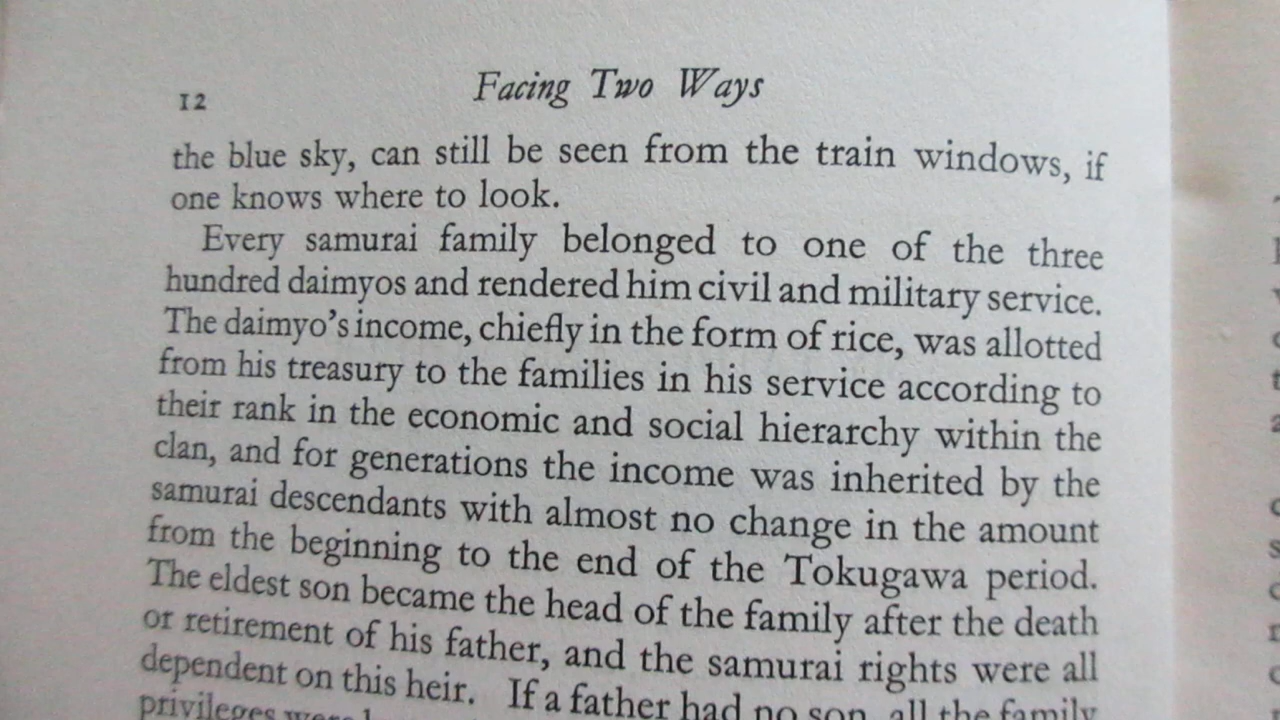 12
Facing Two Ways
the blue sky, can still be seen from the train windows, if
one knows where to look.
Every samurai family belonged to one of the three
hundred daimyos and rendered him civil and military service.
The daimyo's income, chiefly in the form of rice, was allotted
from his treasury to the families in his service according to
their rank in the economic and social hierarchy within the
clan, and for generations the income was inherited by the
samurai descendants with almost no change in the amount
from the beginning to the end of the Tokugawa period.
The eldest son became the head of the family after the death
or retirement of his father, and the samurai rights were all
dependent on this heir. If a father had no son, all the family
privileges were